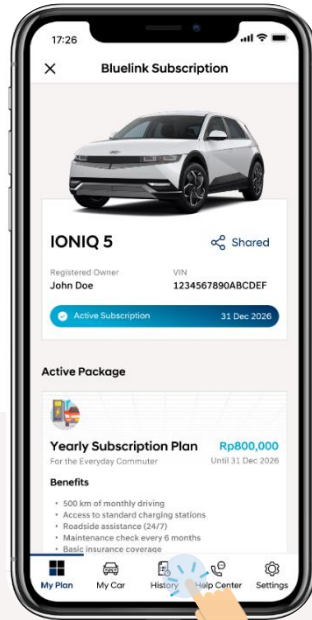 17:26
Bluelink Subscription
IONIQ 5
Shared
Registered Owner
VIN
John Doe
1234567890ABCDEF
Active Subscription
31 Dec 2026
Active Package
Yearly Subscription Plan
Rp800,000
For the Everyday Commuter
Until 31 Dec 2026
Benefits
• 500 km of monthly driving
• Access to standard charging stations
• Roadside assistance (24/7)
• Maintenance check every 6 months
• Basic insurance coverage
My Plan
My Car
History
Help Center
Settings